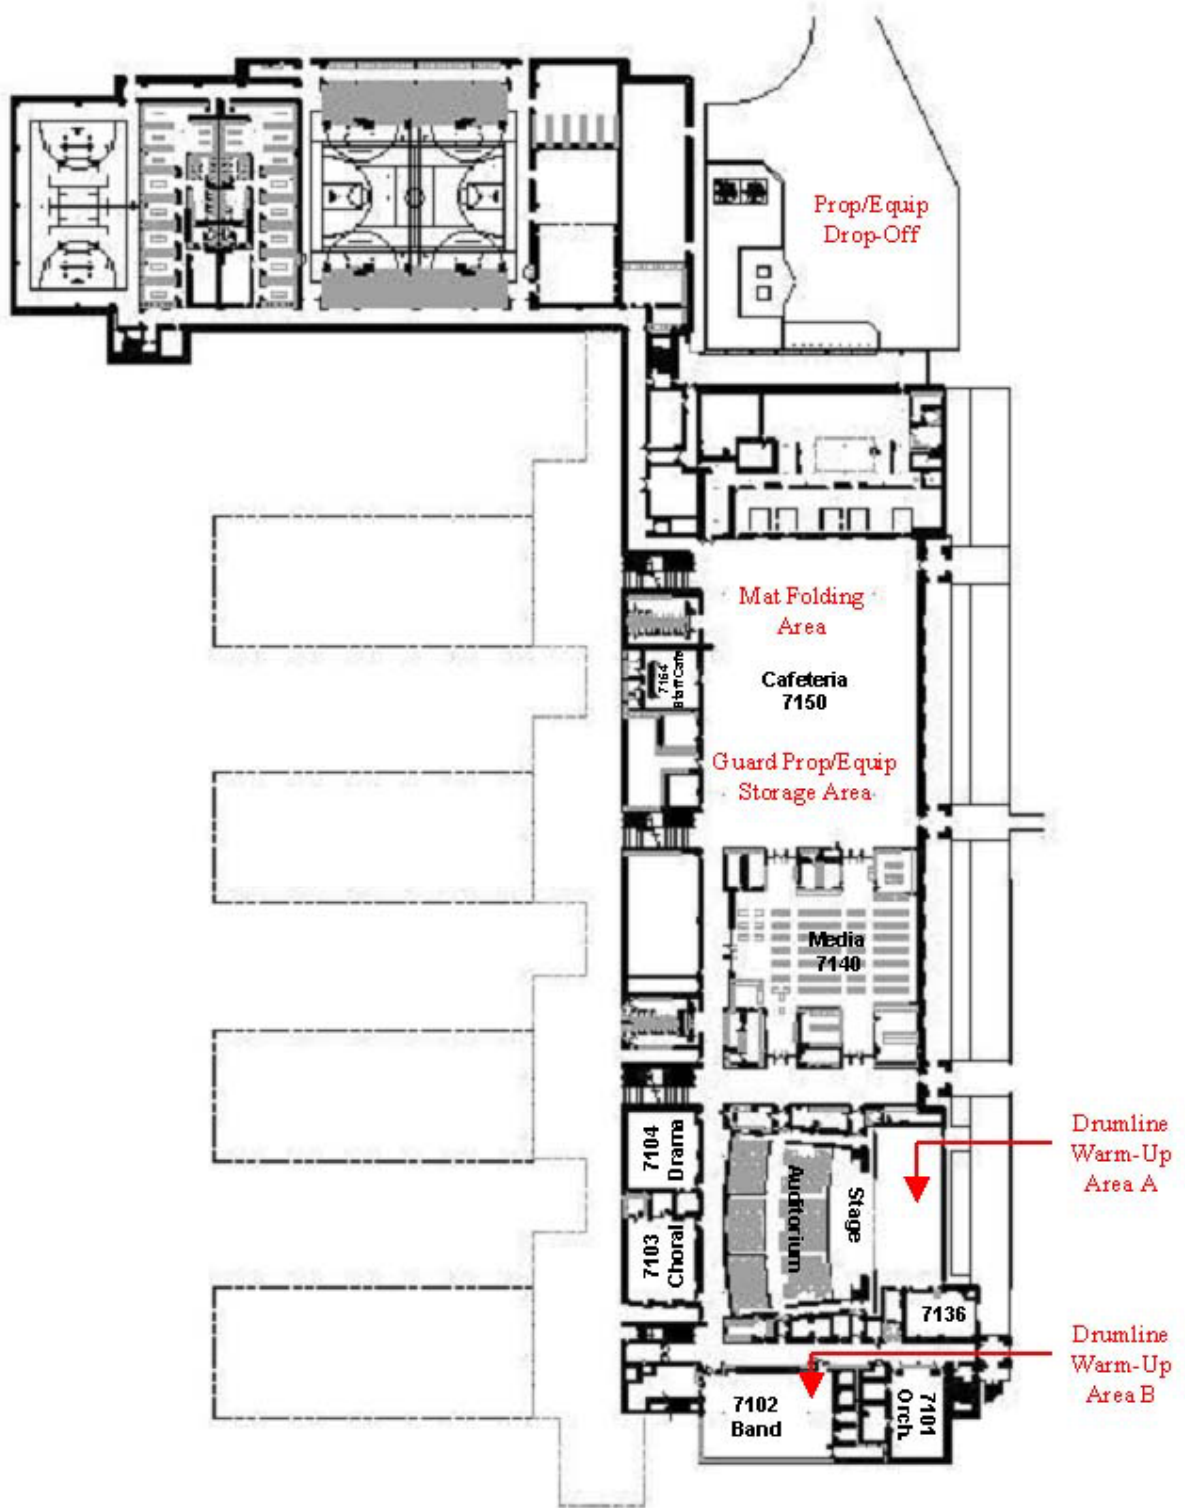 Prop/Equip
Drop-Off
Mat Folding
Area
7164
Staff Cafe
Cafeteria
7150
Guard Prop/Equip
Storage Area
Media
7140
7104
Drama
Auditorium
Stage
Drumline
Warm-Up
Area A
7103
Choral
7136
Drumline
Warm-Up
Area B
7102
Band
7101
Orch.